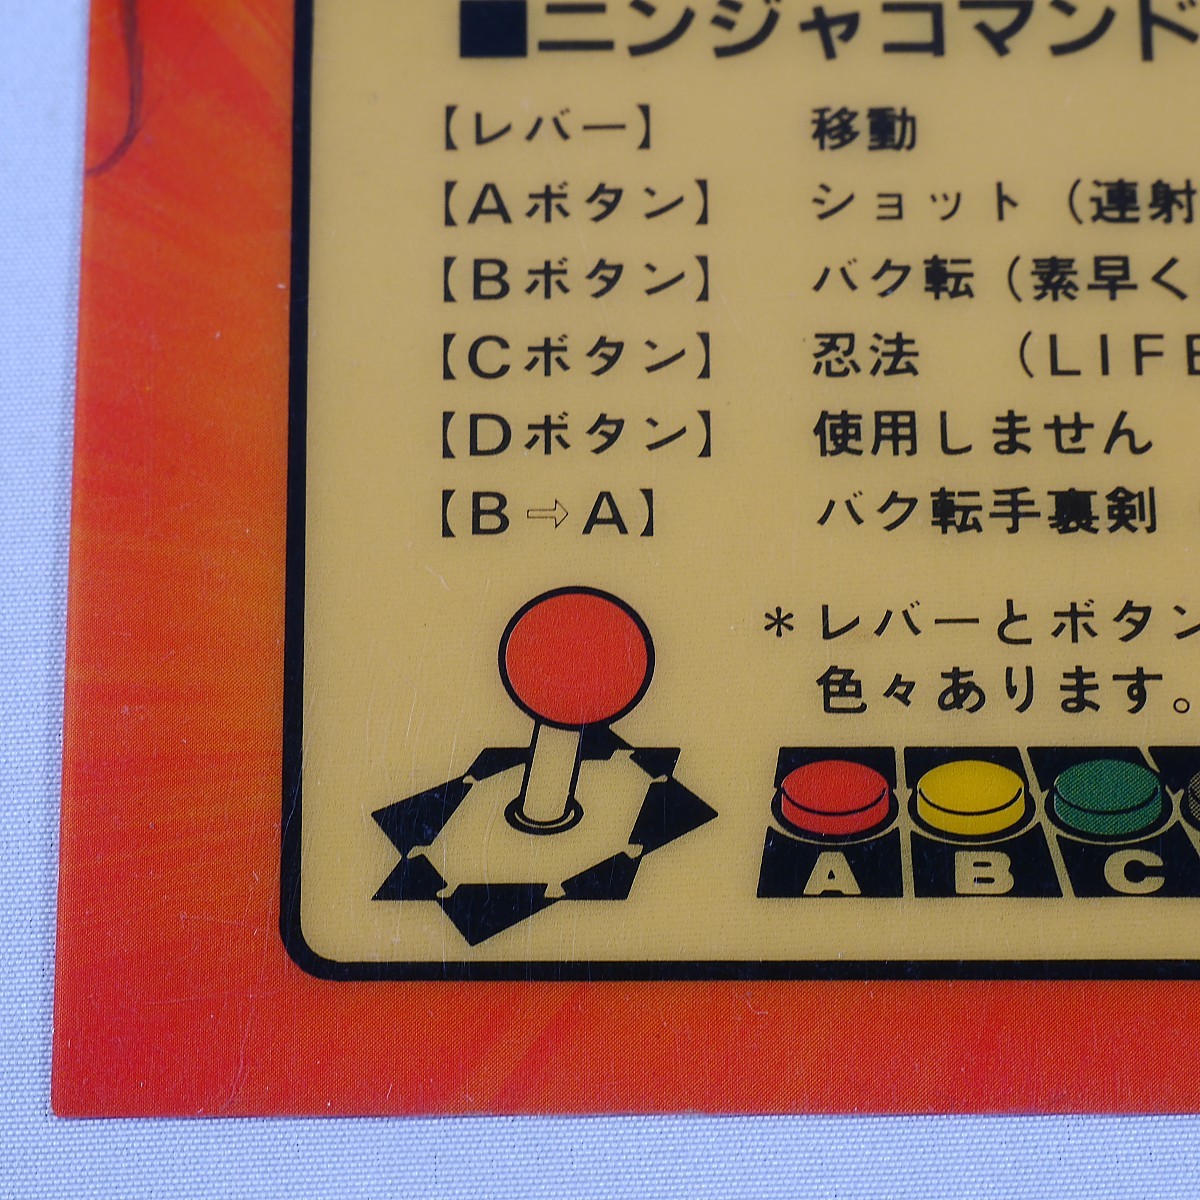 ■ニンジャコマンド
【レバー】 移動
【Aボタン】 ショット（連射
【Bボタン】 バク転（素早く
【Cボタン】 忍法 （LIFE
【Dボタン】 使用しません
【B⇨A】 バク転手裏剣
＊レバーとボタン
色々あります。
A B C